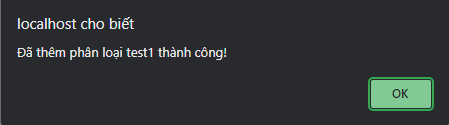 localhost cho biết
Đã thêm phân loại test1 thành công!
OK